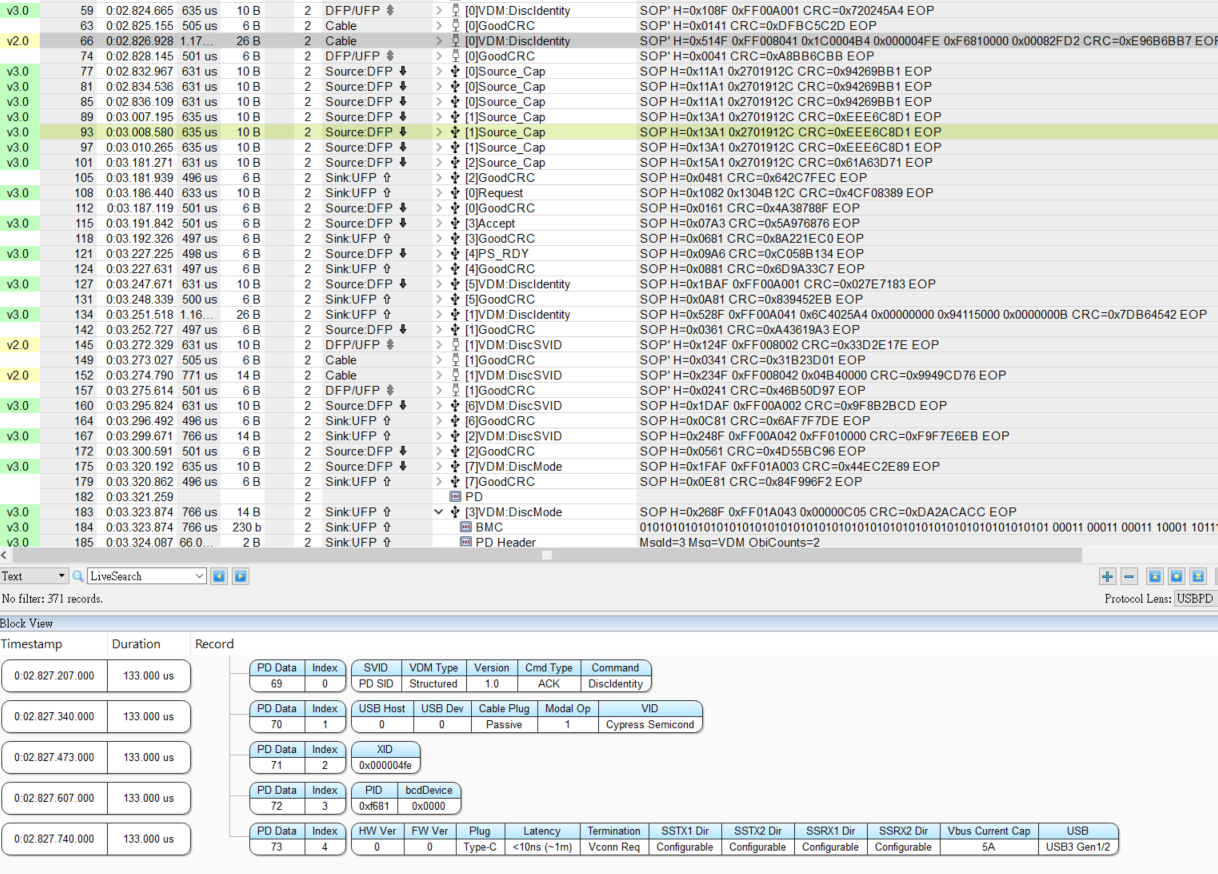 v3.0 59 0:02.824.665 635 us 10 B 2 DFP/UFP ⇳ > [0]VDM:DiscIdentity SOP' H=0x108F 0xFF00A001 CRC=0x720245A4 EOP
63 0:02.825.155 505 us 6 B 2 Cable > [0]GoodCRC SOP' H=0x0141 CRC=0xDFBC5C2D EOP
v2.0 66 0:02.826.928 1.17... 26 B 2 Cable > [0]VDM:DiscIdentity SOP' H=0x514F 0xFF008041 0x1C0004B4 0x000004FE 0xF6810000 0x00082FD2 CRC=0xE96B6BB7 EOF
74 0:02.828.145 501 us 6 B 2 DFP/UFP ⇳ > [0]GoodCRC SOP' H=0x0041 CRC=0xA8BB6CBB EOP
v3.0 77 0:02.832.967 631 us 10 B 2 Source:DFP ⬇ > [0]Source_Cap SOP H=0x11A1 0x2701912C CRC=0x94269BB1 EOP
v3.0 81 0:02.834.536 631 us 10 B 2 Source:DFP ⬇ > [0]Source_Cap SOP H=0x11A1 0x2701912C CRC=0x94269BB1 EOP
v3.0 85 0:02.836.109 631 us 10 B 2 Source:DFP ⬇ > [0]Source_Cap SOP H=0x11A1 0x2701912C CRC=0x94269BB1 EOP
v3.0 89 0:03.007.195 635 us 10 B 2 Source:DFP ⬇ > [1]Source_Cap SOP H=0x13A1 0x2701912C CRC=0xEEE6C8D1 EOP
v3.0 93 0:03.008.580 635 us 10 B 2 Source:DFP ⬇ > [1]Source_Cap SOP H=0x13A1 0x2701912C CRC=0xEEE6C8D1 EOP
v3.0 97 0:03.010.265 635 us 10 B 2 Source:DFP ⬇ > [1]Source_Cap SOP H=0x13A1 0x2701912C CRC=0xEEE6C8D1 EOP
v3.0 101 0:03.181.271 631 us 10 B 2 Source:DFP ⬇ > [2]Source_Cap SOP H=0x15A1 0x2701912C CRC=0x61A63D71 EOP
105 0:03.181.939 496 us 6 B 2 Sink:UFP ⇧ > [2]GoodCRC SOP H=0x0481 CRC=0x642C7FEC EOP
v3.0 108 0:03.186.440 633 us 10 B 2 Sink:UFP ⇧ > [0]Request SOP H=0x1082 0x1304B12C CRC=0x4CF08389 EOP
112 0:03.187.119 501 us 6 B 2 Source:DFP ⬇ > [0]GoodCRC SOP H=0x0161 CRC=0x4A38788F EOP
v3.0 115 0:03.191.842 501 us 6 B 2 Source:DFP ⬇ > [3]Accept SOP H=0x07A3 CRC=0x5A976876 EOP
118 0:03.192.326 497 us 6 B 2 Sink:UFP ⇧ > [3]GoodCRC SOP H=0x0681 CRC=0x8A221EC0 EOP
v3.0 121 0:03.227.225 498 us 6 B 2 Source:DFP ⬇ > [4]PS_RDY SOP H=0x09A6 CRC=0xC058B134 EOP
124 0:03.227.631 497 us 6 B 2 Sink:UFP ⇧ > [4]GoodCRC SOP H=0x0881 CRC=0x6D9A33C7 EOP
v3.0 127 0:03.247.671 631 us 10 B 2 Source:DFP ⬇ > [5]VDM:DiscIdentity SOP H=0x1BAF 0xFF00A001 CRC=0x027E7183 EOP
131 0:03.248.339 500 us 6 B 2 Sink:UFP ⇧ > [5]GoodCRC SOP H=0x0A81 CRC=0x839452EB EOP
v3.0 134 0:03.251.518 1.16... 26 B 2 Sink:UFP ⇧ > [1]VDM:DiscIdentity SOP H=0x528F 0xFF00A041 0x6C4025A4 0x00000000 0x94115000 0x0000000B CRC=0x7DB64542 EOP
142 0:03.252.727 497 us 6 B 2 Source:DFP ⬇ > [1]GoodCRC SOP H=0x0361 CRC=0xA43619A3 EOP
v2.0 145 0:03.272.329 631 us 10 B 2 DFP/UFP ⇳ > [1]VDM:DiscSVID SOP' H=0x124F 0xFF008002 CRC=0x33D2E17E EOP
149 0:03.273.027 505 us 6 B 2 Cable > [1]GoodCRC SOP' H=0x0341 CRC=0x31B23D01 EOP
v2.0 152 0:03.274.790 771 us 14 B 2 Cable > [1]VDM:DiscSVID SOP' H=0x234F 0xFF008042 0x04B40000 CRC=0x9949CD76 EOP
157 0:03.275.614 501 us 6 B 2 DFP/UFP ⇳ > [1]GoodCRC SOP' H=0x0241 CRC=0x46B50D97 EOP
v3.0 160 0:03.295.824 631 us 10 B 2 Source:DFP ⬇ > [6]VDM:DiscSVID SOP H=0x1DAF 0xFF00A002 CRC=0x9F8B2BCD EOP
164 0:03.296.492 496 us 6 B 2 Sink:UFP ⇧ > [6]GoodCRC SOP H=0x0C81 CRC=0x6AF7F7DE EOP
v3.0 167 0:03.299.671 766 us 14 B 2 Sink:UFP ⇧ > [2]VDM:DiscSVID SOP H=0x248F 0xFF00A042 0xFF010000 CRC=0xF9F7E6EB EOP
172 0:03.300.591 501 us 6 B 2 Source:DFP ⬇ > [2]GoodCRC SOP H=0x0561 CRC=0x4D55BC96 EOP
v3.0 175 0:03.320.192 635 us 10 B 2 Source:DFP ⬇ > [7]VDM:DiscMode SOP H=0x1FAF 0xFF01A003 CRC=0x44EC2E89 EOP
179 0:03.320.862 496 us 6 B 2 Sink:UFP ⇧ > [7]GoodCRC SOP H=0x0E81 CRC=0x84F996F2 EOP
182 0:03.321.259 2 PD
v3.0 183 0:03.323.874 766 us 14 B 2 Sink:UFP ⇧ [3]VDM:DiscMode SOP H=0x268F 0xFF01A043 0x00000C05 CRC=0xDA2ACACC EOP
v3.0 184 0:03.323.874 766 us 230 b 2 Sink:UFP ⇧ BMC 0101010101010101010101010101010101010101010101010101010101010101 00011 00011 00011 10001 1011
v3.0 185 0:03.324.087 66.0... 2 B 2 Sink:UFP ⇧ PD Header MsgId=3 Msg=VDM ObjCounts=2
Text LiveSearch
No filter: 371 records. Protocol Lens: USBPD
Block View
Timestamp Duration Record
PD Data Index SVID VDM Type Version Cmd Type Command
0:02.827.207.000 133.000 us 69 0 PD SID Structured 1.0 ACK DiscIdentity
PD Data Index USB Host USB Dev Cable Plug Modal Op VID
0:02.827.340.000 133.000 us 70 1 0 0 Passive 1 Cypress Semicond
PD Data Index XID
0:02.827.473.000 133.000 us 71 2 0x000004fe
PD Data Index PID bcdDevice
0:02.827.607.000 133.000 us 72 3 0xf681 0x0000
PD Data Index HW Ver FW Ver Plug Latency Termination SSTX1 Dir SSTX2 Dir SSRX1 Dir SSRX2 Dir Vbus Current Cap USB
0:02.827.740.000 133.000 us 73 4 0 0 Type-C <10ns (~1m) Vconn Req Configurable Configurable Configurable Configurable 5A USB3 Gen1/2